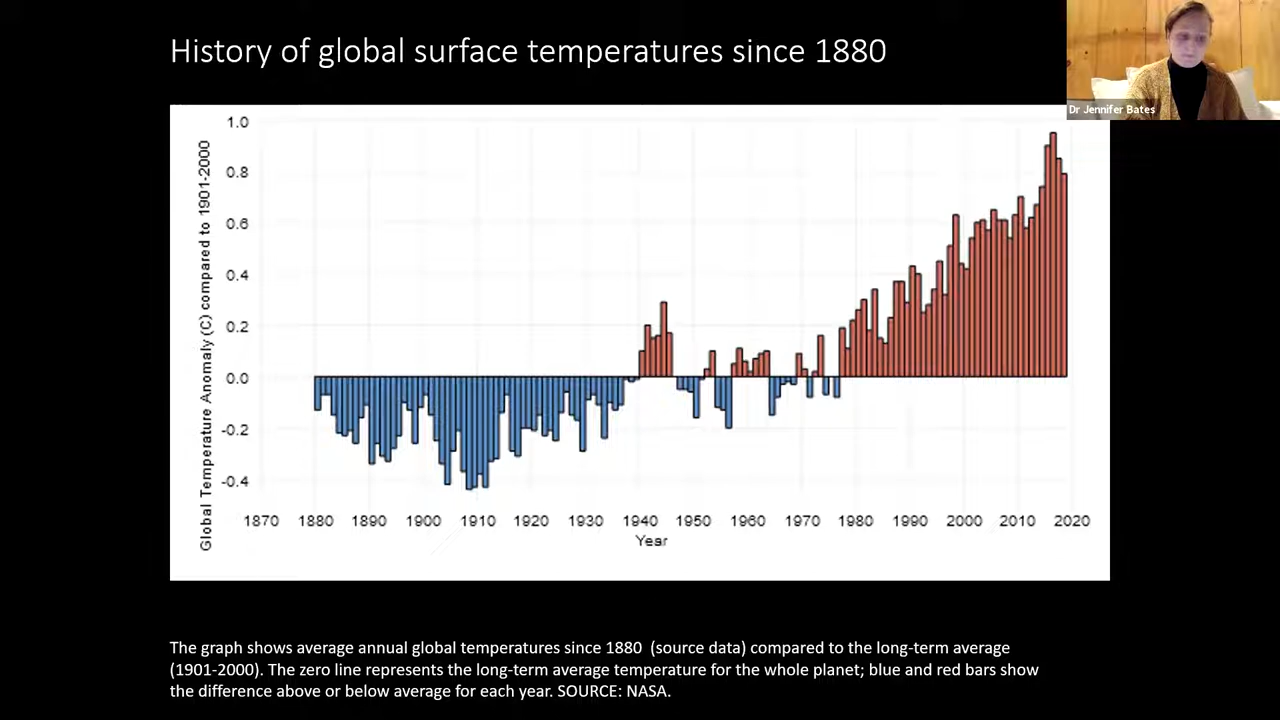 History of global surface temperatures since 1880
Dr Jennifer Bates
Global Temperature Anomaly (C) compared to 1901-2000
1.0
0.8
0.6
0.4
0.2
0.0
-0.2
-0.4
1870 1880 1890 1900 1910 1920 1930 1940 1950 1960 1970 1980 1990 2000 2010 2020
Year
The graph shows average annual global temperatures since 1880 (source data) compared to the long-term average
(1901-2000). The zero line represents the long-term average temperature for the whole planet; blue and red bars show
the difference above or below average for each year. SOURCE: NASA.